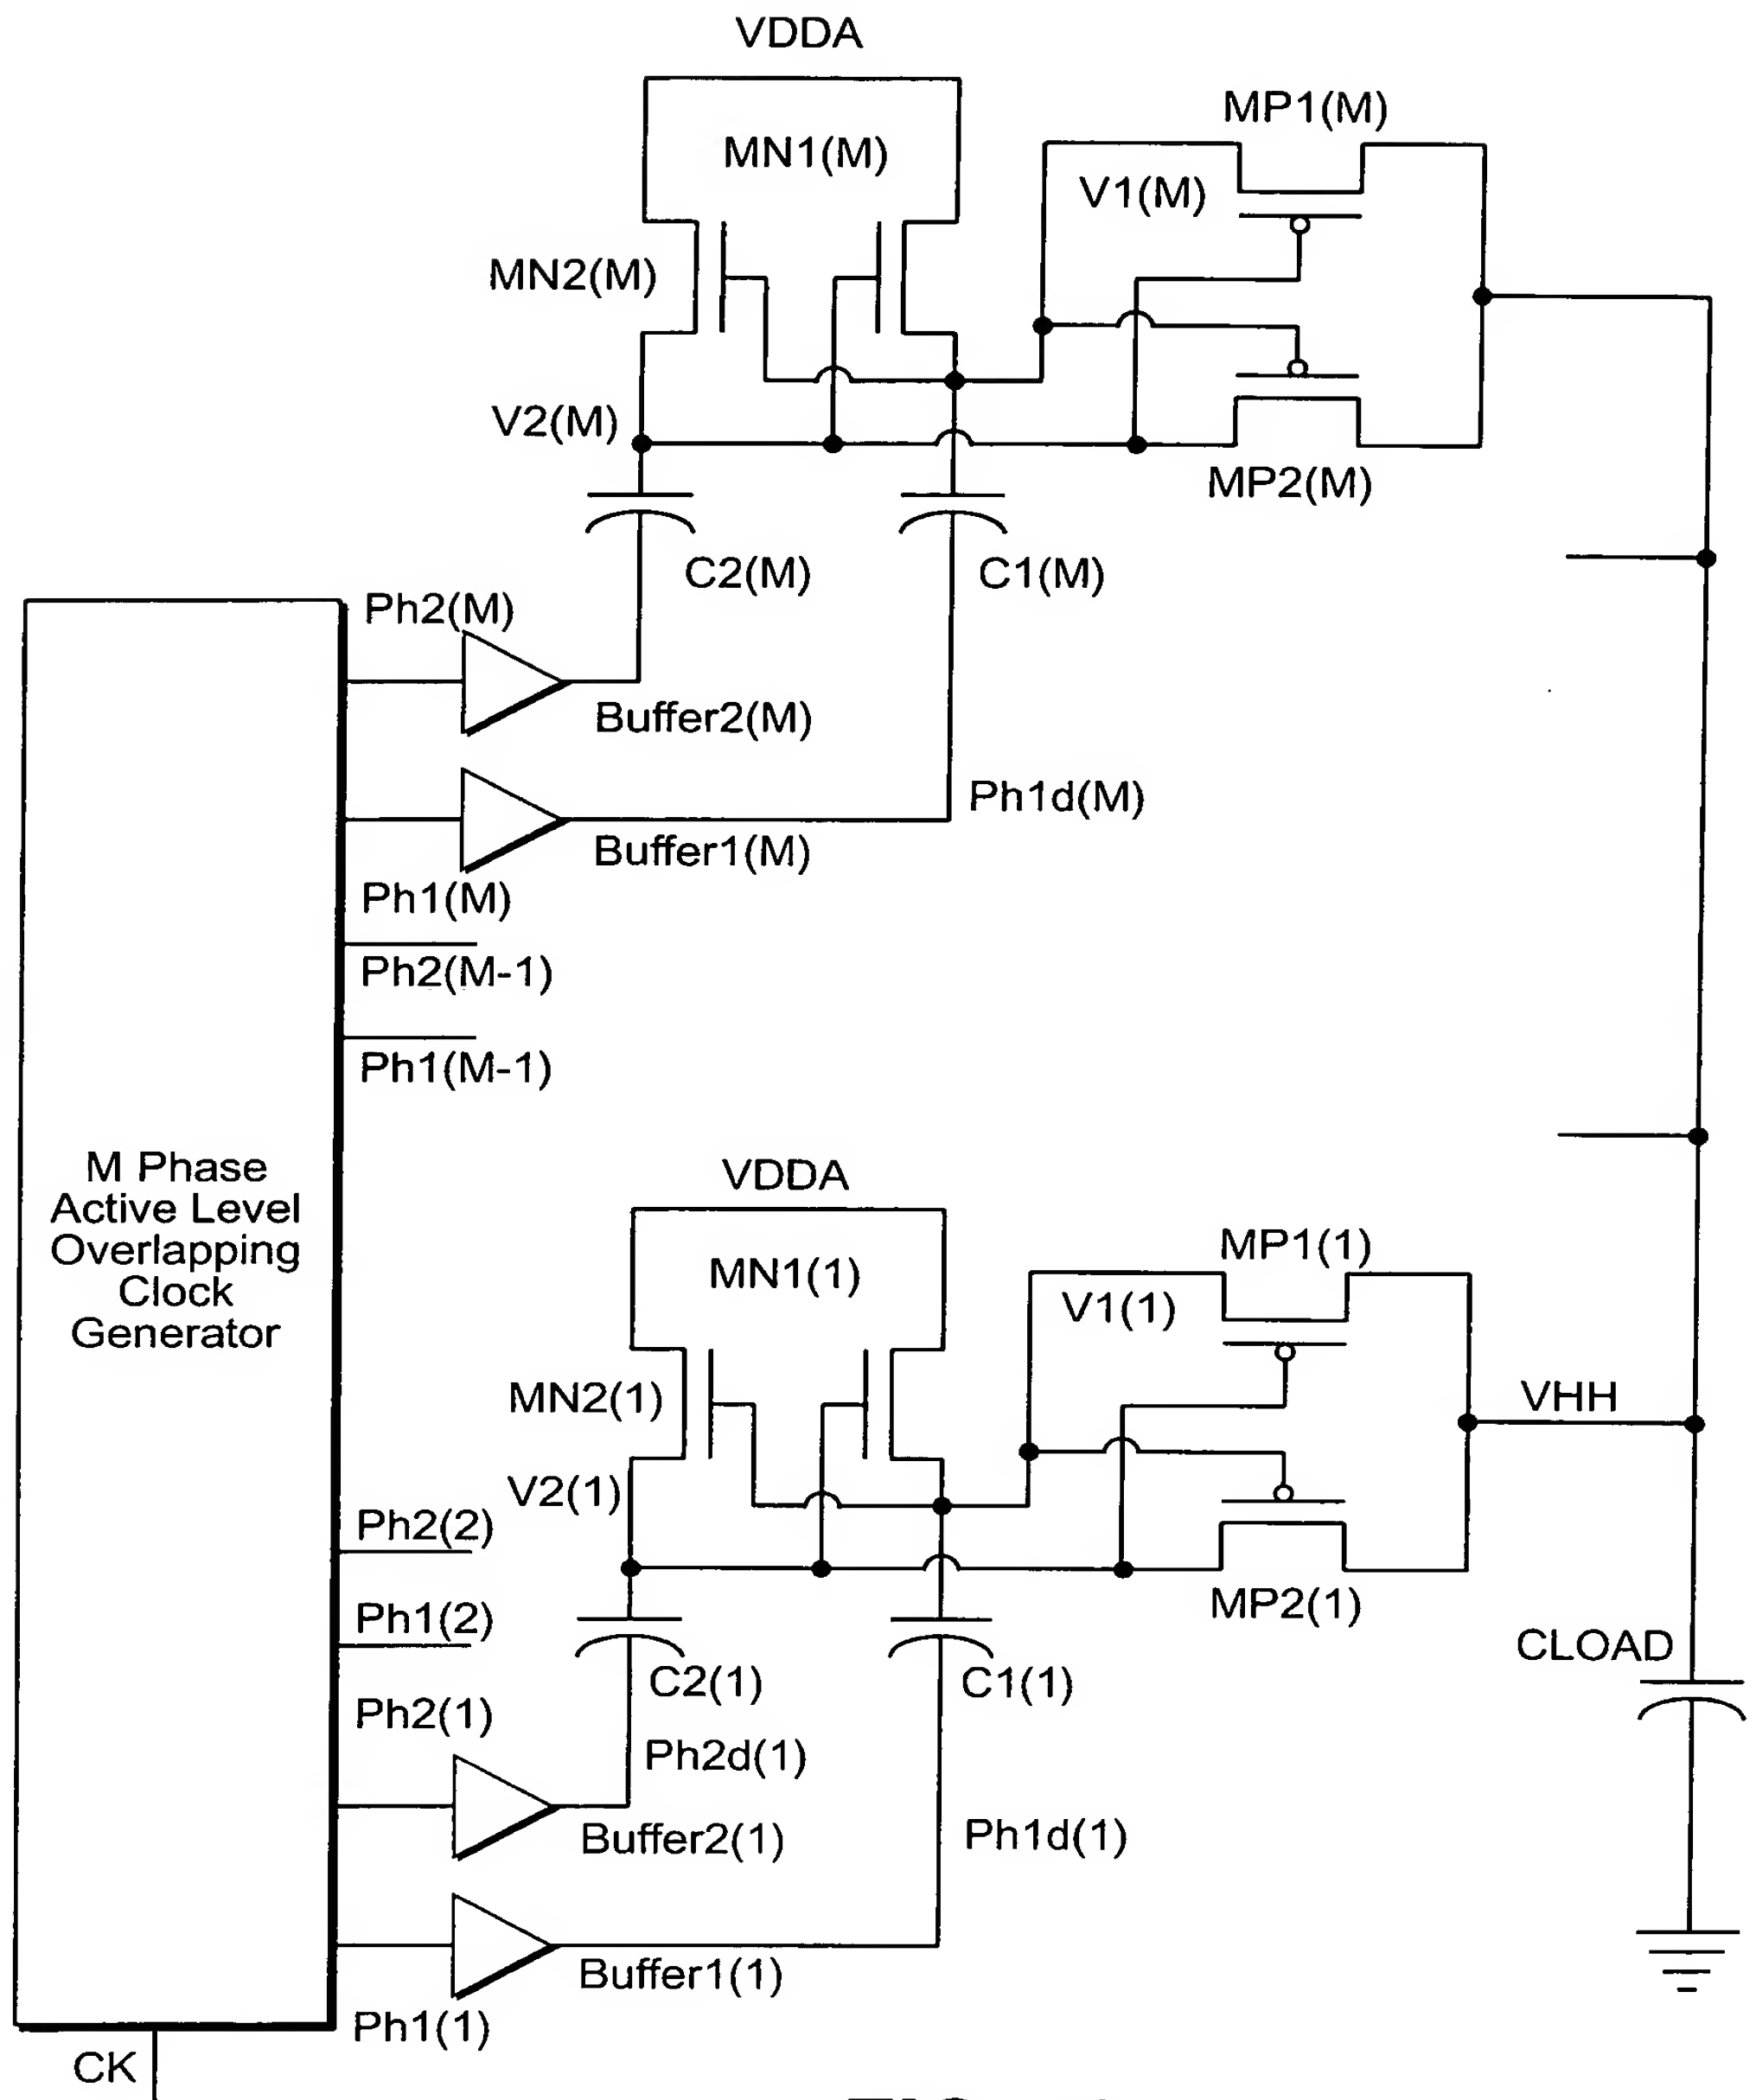 VDDA
MP1(M)
MN1(M)
V1(M)
MN2(M)
V2(M)
MP2(M)
C2(M)
C1(M)
Ph2(M)
Buffer2(M)
Ph1d(M)
Buffer1(M)
Ph1(M)
Ph2(M-1)
Ph1(M-1)
M Phase
Active Level
Overlapping
Clock
Generator
VDDA
MP1(1)
MN1(1)
V1(1)
MN2(1)
VHH
V2(1)
Ph2(2)
MP2(1)
Ph1(2)
CLOAD
C2(1)
C1(1)
Ph2(1)
Ph2d(1)
Buffer2(1)
Ph1d(1)
Buffer1(1)
Ph1(1)
CK